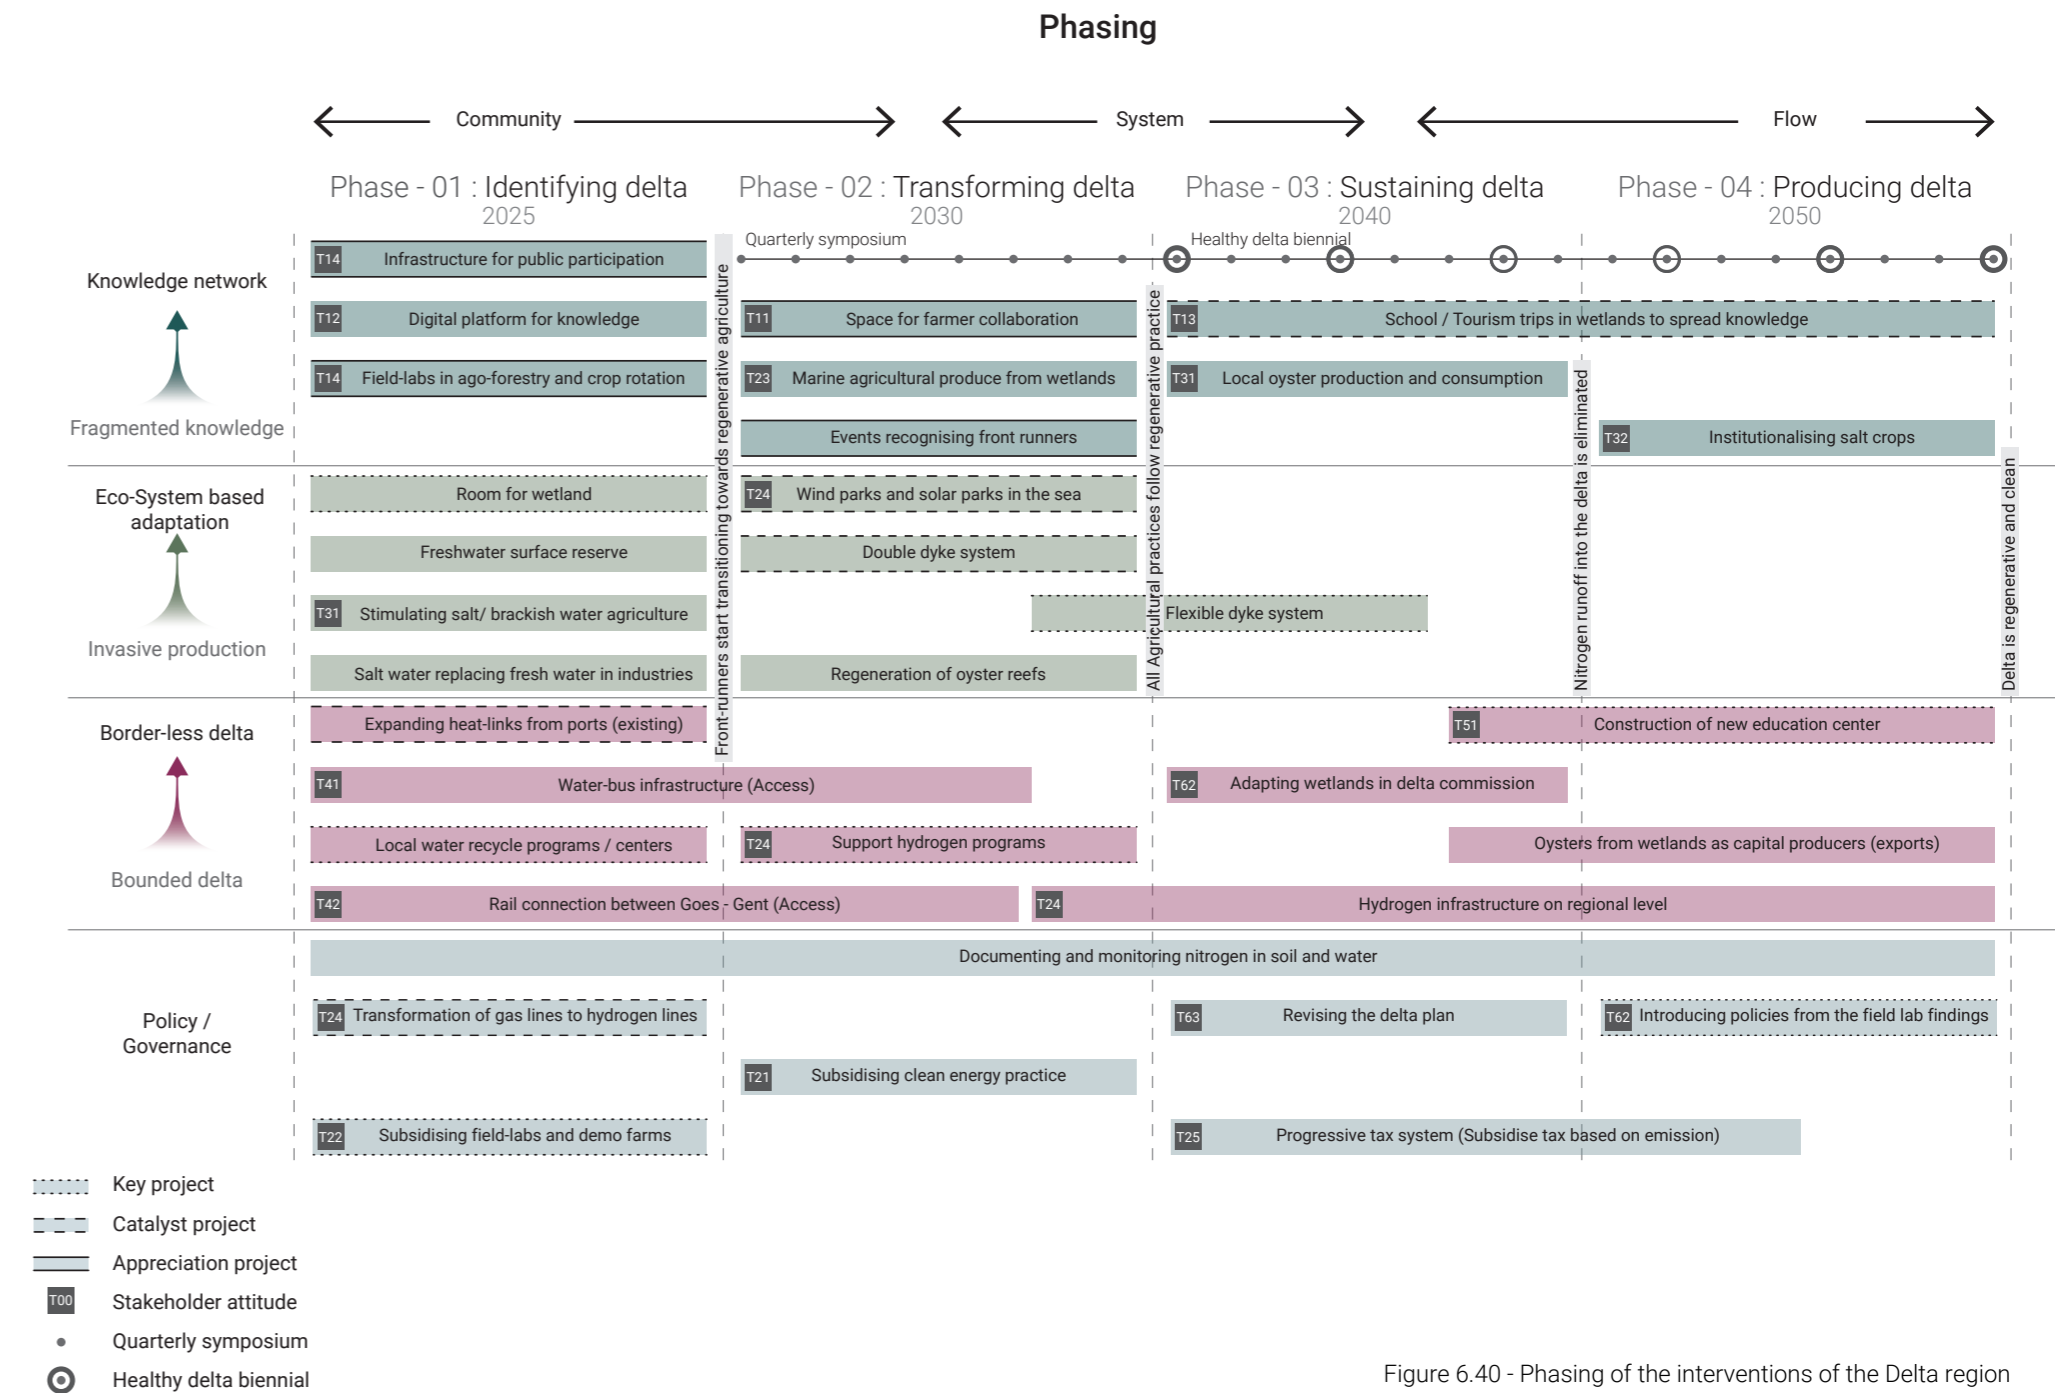 Phasing
Community
System
Flow
Phase - 01 : Identifying delta
2025
Phase - 02 : Transforming delta
2030
Phase - 03 : Sustaining delta
2040
Phase - 04 : Producing delta
2050
Quarterly symposium
Healthy delta biennial
Knowledge network
Fragmented knowledge
T14 Infrastructure for public participation
T12 Digital platform for knowledge
T11 Space for farmer collaboration
T13 School / Tourism trips in wetlands to spread knowledge
T14 Field-labs in ago-forestry and crop rotation
T23 Marine agricultural produce from wetlands
T31 Local oyster production and consumption
Events recognising front runners
T32 Institutionalising salt crops
Front-runners start transitioning towards regenerative agriculture
All Agricultural practices follow regenerative practice
Nitrogen runoff into the delta is eliminated
Delta is regenerative and clean
Eco-System based
adaptation
Invasive production
Room for wetland
T24 Wind parks and solar parks in the sea
Freshwater surface reserve
Double dyke system
T31 Stimulating salt/ brackish water agriculture
Flexible dyke system
Salt water replacing fresh water in industries
Regeneration of oyster reefs
Border-less delta
Bounded delta
Expanding heat-links from ports (existing)
T51 Construction of new education center
T41 Water-bus infrastructure (Access)
T62 Adapting wetlands in delta commission
Local water recycle programs / centers
T24 Support hydrogen programs
Oysters from wetlands as capital producers (exports)
T42 Rail connection between Goes - Gent (Access)
T24 Hydrogen infrastructure on regional level
Policy /
Governance
Documenting and monitoring nitrogen in soil and water
T24 Transformation of gas lines to hydrogen lines
T63 Revising the delta plan
T62 Introducing policies from the field lab findings
T21 Subsidising clean energy practice
T22 Subsidising field-labs and demo farms
T25 Progressive tax system (Subsidise tax based on emission)
Key project
Catalyst project
Appreciation project
T00 Stakeholder attitude
Quarterly symposium
Healthy delta biennial
Figure 6.40 - Phasing of the interventions of the Delta region